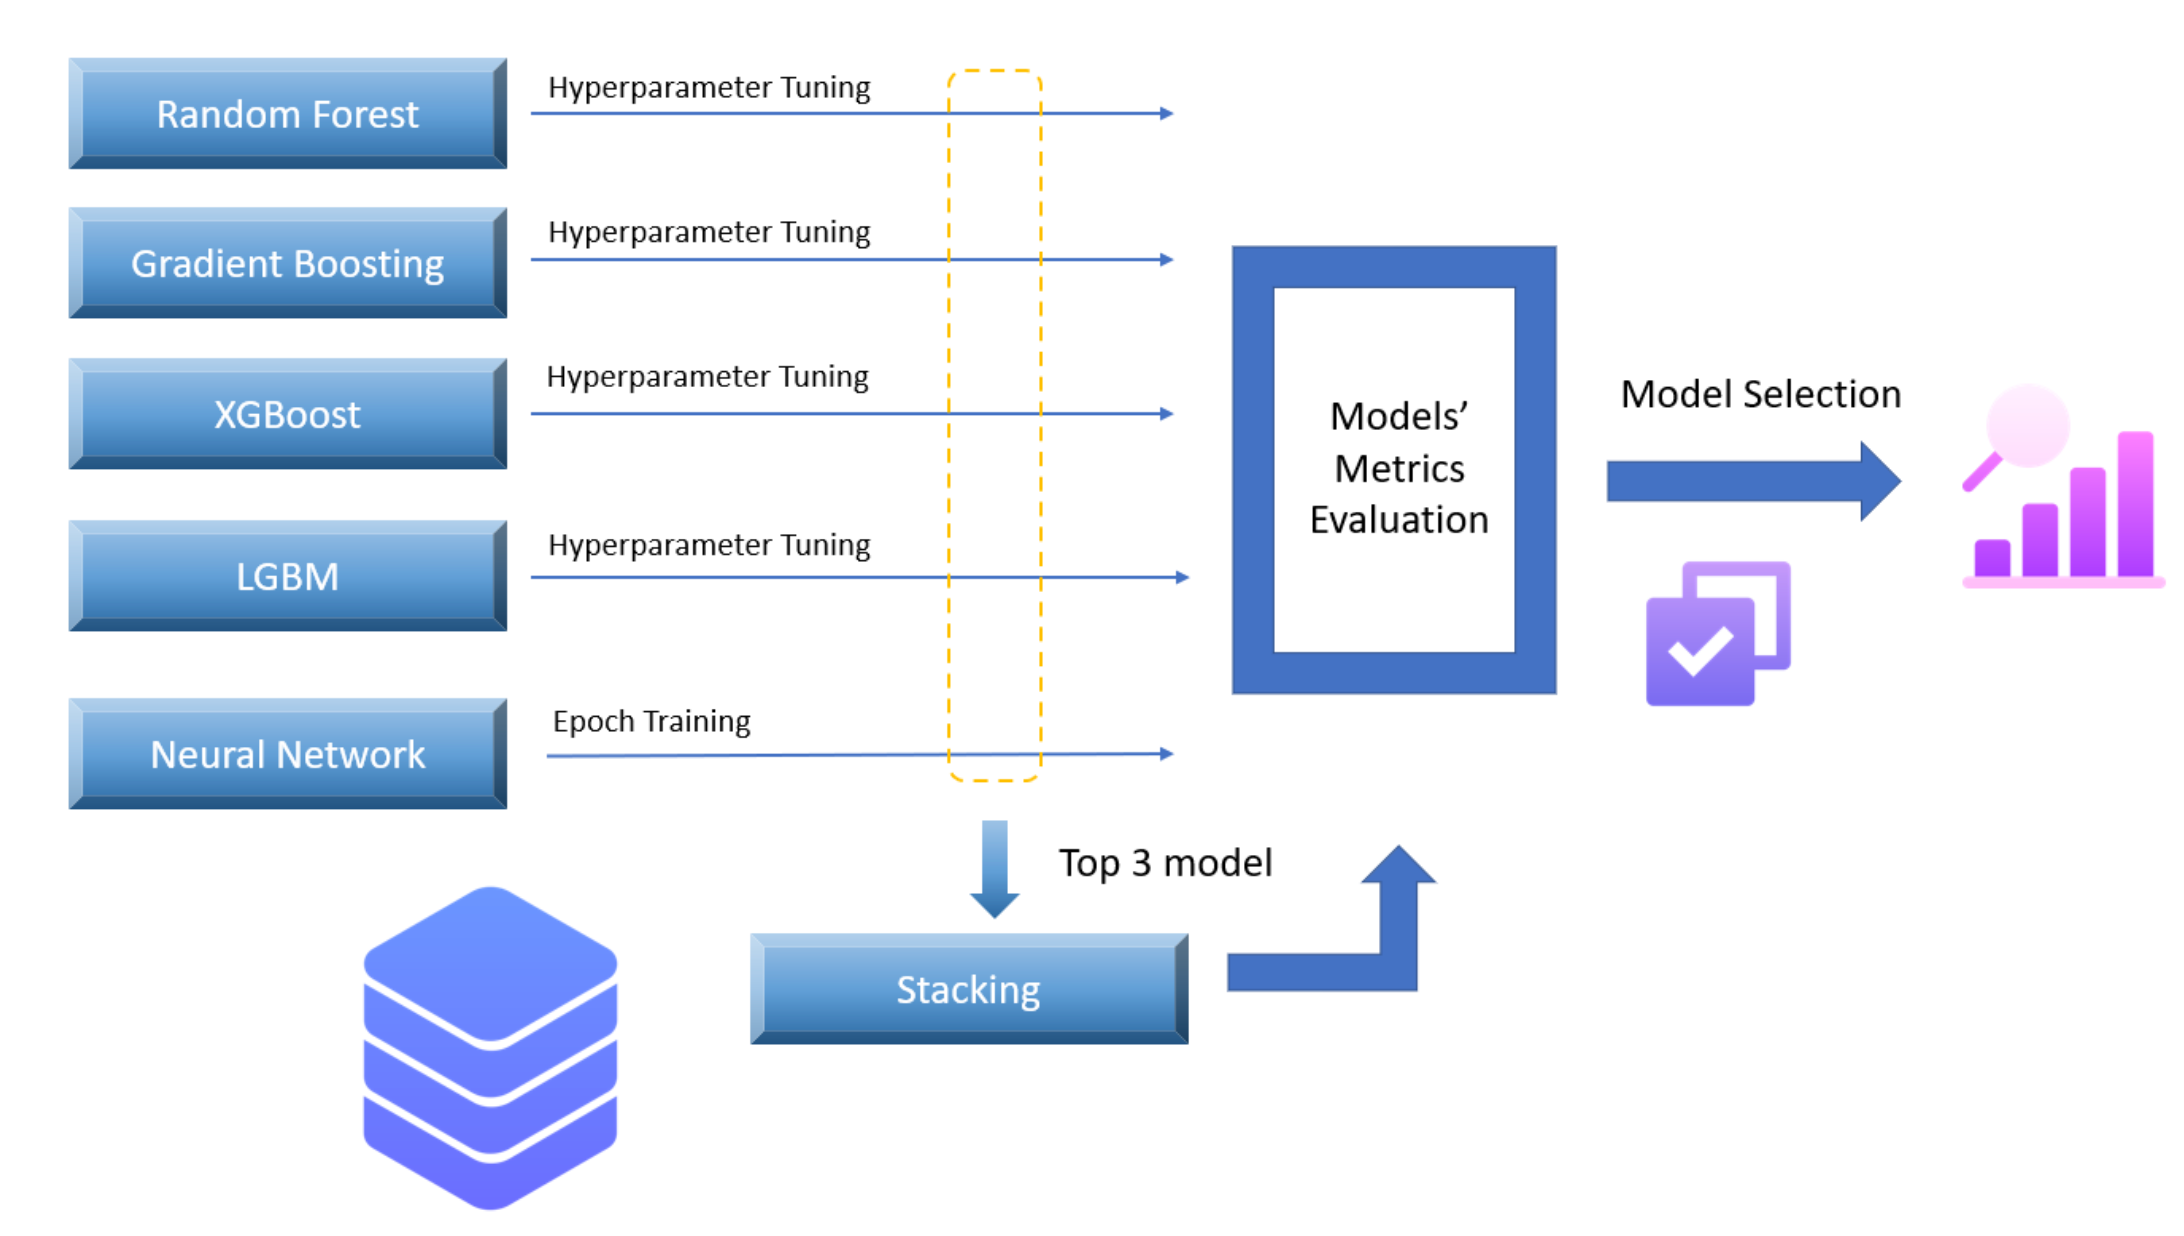 Random Forest
Hyperparameter Tuning
Gradient Boosting
Hyperparameter Tuning
XGBoost
Hyperparameter Tuning
LGBM
Hyperparameter Tuning
Neural Network
Epoch Training
Models’
Metrics
Evaluation
Model Selection
Top 3 model
Stacking